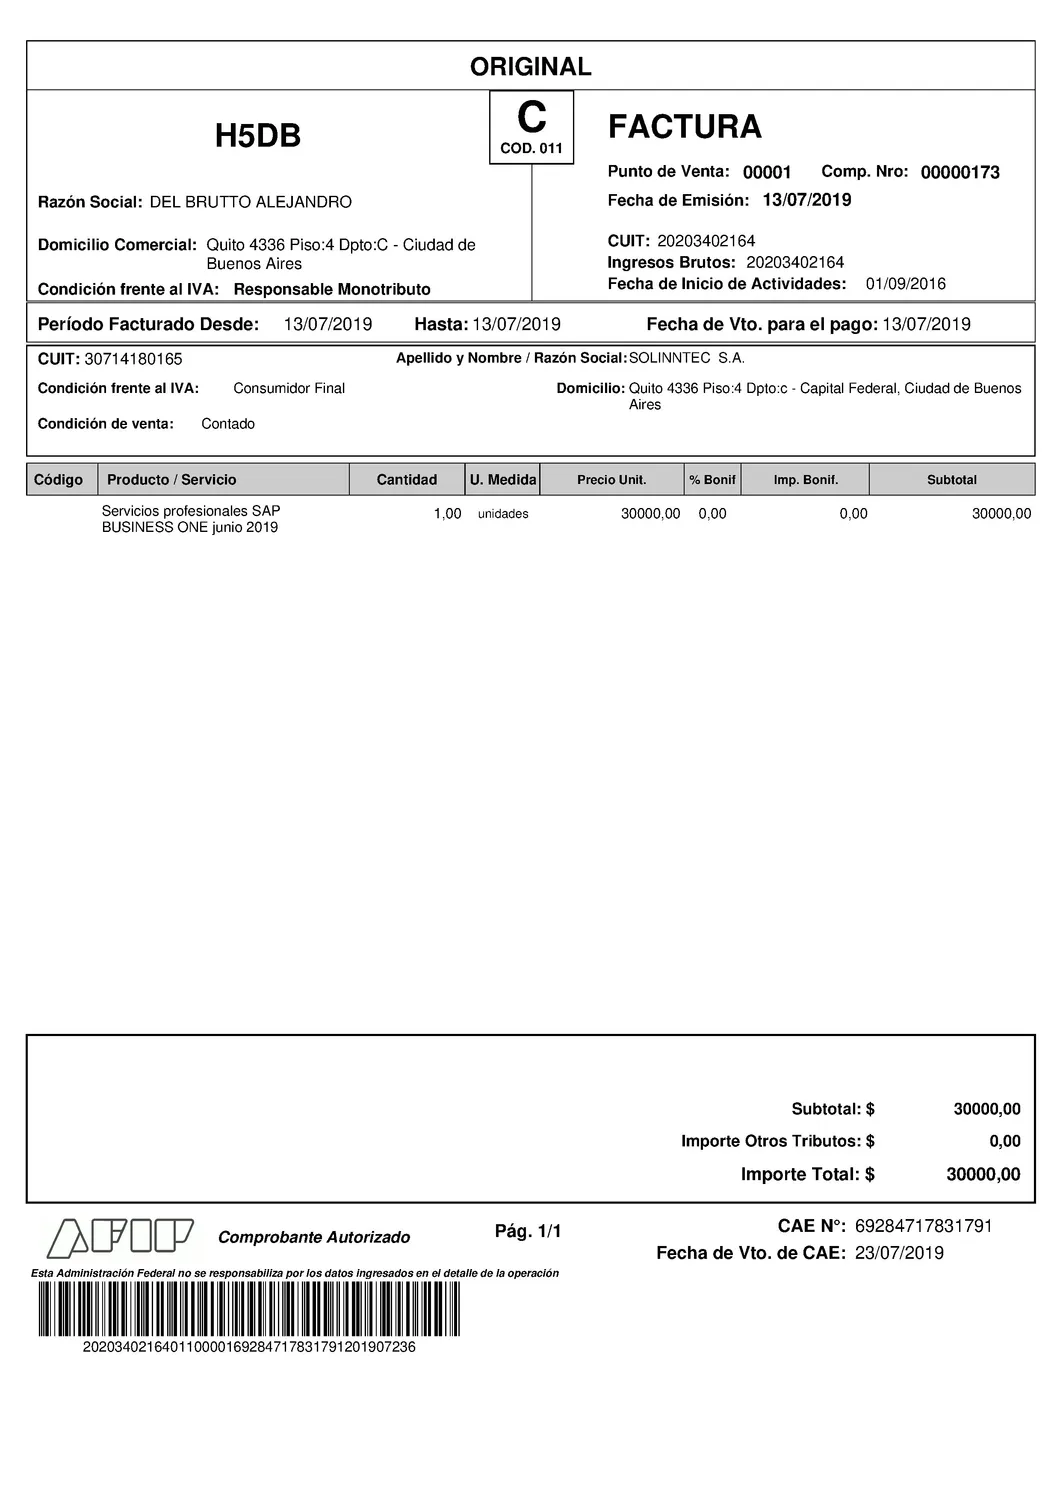 ORIGINAL
H5DB
C
COD. 011
FACTURA
Punto de Venta: 00001 Comp. Nro: 00000173
Razón Social: DEL BRUTTO ALEJANDRO
Fecha de Emisión: 13/07/2019
Domicilio Comercial: Quito 4336 Piso:4 Dpto:C - Ciudad de
Buenos Aires
Condición frente al IVA: Responsable Monotributo
CUIT: 20203402164
Ingresos Brutos: 20203402164
Fecha de Inicio de Actividades: 01/09/2016
Período Facturado Desde: 13/07/2019 Hasta: 13/07/2019 Fecha de Vto. para el pago: 13/07/2019
CUIT: 30714180165 Apellido y Nombre / Razón Social: SOLINNTEC S.A.
Condición frente al IVA: Consumidor Final Domicilio: Quito 4336 Piso:4 Dpto:c - Capital Federal, Ciudad de Buenos
Aires
Condición de venta: Contado
Código Producto / Servicio Cantidad U. Medida Precio Unit. % Bonif Imp. Bonif. Subtotal
Servicios profesionales SAP 1,00 unidades 30000,00 0,00 0,00 30000,00
BUSINESS ONE junio 2019
Subtotal: $ 30000,00
Importe Otros Tributos: $ 0,00
Importe Total: $ 30000,00
AFIP Comprobante Autorizado Pág. 1/1 CAE N°: 69284717831791
Fecha de Vto. de CAE: 23/07/2019
Esta Administración Federal no se responsabiliza por los datos ingresados en el detalle de la operación
2020340216401100001692847178317912019​07236